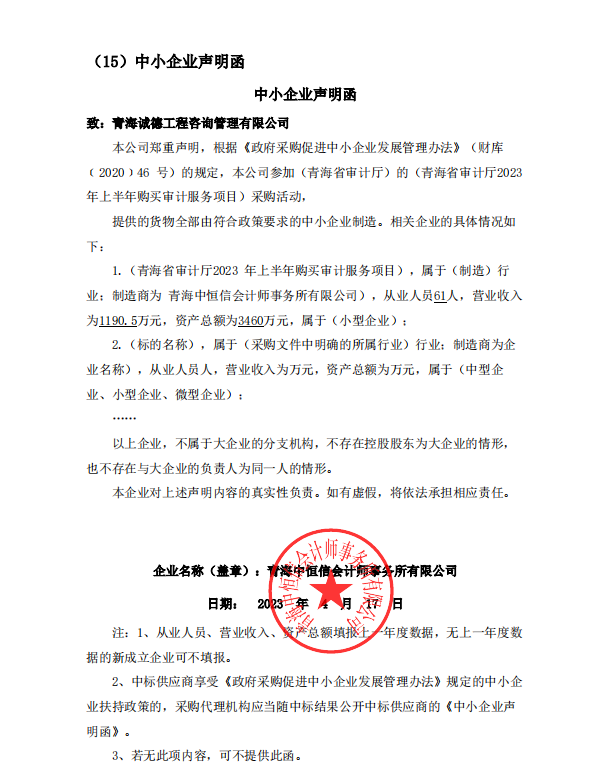 （15）中小企业声明函
中小企业声明函
致：青海诚德工程咨询管理有限公司
本公司郑重声明，根据《政府采购促进中小企业发展管理办法》（财库
﹝2020﹞46 号）的规定，本公司参加（青海省审计厅）的（青海省审计厅2023
年上半年购买审计服务项目）采购活动，
提供的货物全部由符合政策要求的中小企业制造。相关企业的具体情况如
下：
1.（青海省审计厅2023 年上半年购买审计服务项目），属于（制造）行
业；制造商为 青海中恒信会计师事务所有限公司），从业人员61人，营业收入
为1190.5万元，资产总额为3460万元，属于（小型企业）；
2.（标的名称），属于（采购文件中明确的所属行业）行业；制造商为企
业名称），从业人员人，营业收入为万元，资产总额为万元，属于（中型企
业、小型企业、微型企业）；
……
以上企业，不属于大企业的分支机构，不存在控股股东为大企业的情形，
也不存在与大企业的负责人为同一人的情形。
本企业对上述声明内容的真实性负责。如有虚假，将依法承担相应责任。
青海中恒信会计师事务所有限公司
企业名称（盖章）：青海中恒信会计师事务所有限公司
日期： 2023 年 4 月 17 日
注：1、从业人员、营业收入、资产总额填报上一年度数据，无上一年度数
据的新成立企业可不填报。
2、中标供应商享受《政府采购促进中小企业发展管理办法》规定的中小企
业扶持政策的，采购代理机构应当随中标结果公开中标供应商的《中小企业声
明函》。
3、若无此项内容，可不提供此函。